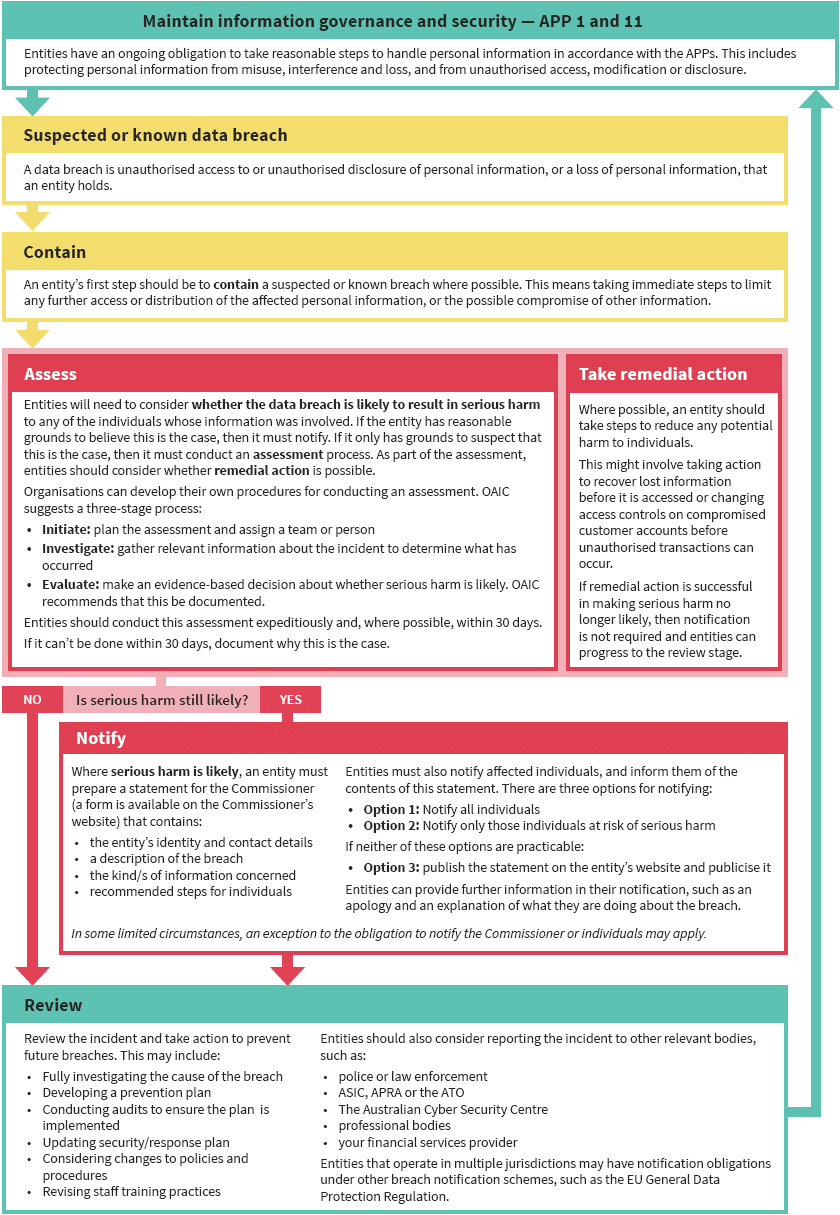 Maintain information governance and security — APP 1 and 11
Entities have an ongoing obligation to take reasonable steps to handle personal information in accordance with the APPs. This includes
protecting personal information from misuse, interference and loss, and from unauthorised access, modification or disclosure.
Suspected or known data breach
A data breach is unauthorised access to or unauthorised disclosure of personal information, or a loss of personal information, that
an entity holds.
Contain
An entity's first step should be to contain a suspected or known breach where possible. This means taking immediate steps to limit
any further access or distribution of the affected personal information, or the possible compromise of other information.
Assess
Entities will need to consider whether the data breach is likely to result in serious harm
to any of the individuals whose information was involved. If the entity has reasonable
grounds to believe this is the case, then it must notify. If it only has grounds to suspect that
this is the case, then it must conduct an assessment process. As part of the assessment,
entities should consider whether remedial action is possible.
Organisations can develop their own procedures for conducting an assessment. OAIC
suggests a three-stage process:
• Initiate: plan the assessment and assign a team or person
• Investigate: gather relevant information about the incident to determine what has
occurred
• Evaluate: make an evidence-based decision about whether serious harm is likely. OAIC
recommends that this be documented.
Entities should conduct this assessment expeditiously and, where possible, within 30 days.
If it can't be done within 30 days, document why this is the case.
Take remedial action
Where possible, an entity should
take steps to reduce any potential
harm to individuals.
This might involve taking action
to recover lost information
before it is accessed or changing
access controls on compromised
customer accounts before
unauthorised transactions can
occur.
If remedial action is successful
in making serious harm no
longer likely, then notification
is not required and entities can
progress to the review stage.
NO
Is serious harm still likely?
YES
Notify
Where serious harm is likely, an entity must
prepare a statement for the Commissioner
(a form is available on the Commissioner's
website) that contains:
• the entity's identity and contact details
• a description of the breach
• the kind/s of information concerned
• recommended steps for individuals
Entities must also notify affected individuals, and inform them of the
contents of this statement. There are three options for notifying:
• Option 1: Notify all individuals
• Option 2: Notify only those individuals at risk of serious harm
If neither of these options are practicable:
• Option 3: publish the statement on the entity's website and publicise it
Entities can provide further information in their notification, such as an
apology and an explanation of what they are doing about the breach.
In some limited circumstances, an exception to the obligation to notify the Commissioner or individuals may apply.
Review
Review the incident and take action to prevent
future breaches. This may include:
• Fully investigating the cause of the breach
• Developing a prevention plan
• Conducting audits to ensure the plan is
implemented
• Updating security/response plan
• Considering changes to policies and
procedures
• Revising staff training practices
Entities should also consider reporting the incident to other relevant bodies,
such as:
• police or law enforcement
• ASIC, APRA or the ATO
• The Australian Cyber Security Centre
• professional bodies
• your financial services provider
Entities that operate in multiple jurisdictions may have notification obligations
under other breach notification schemes, such as the EU General Data
Protection Regulation.